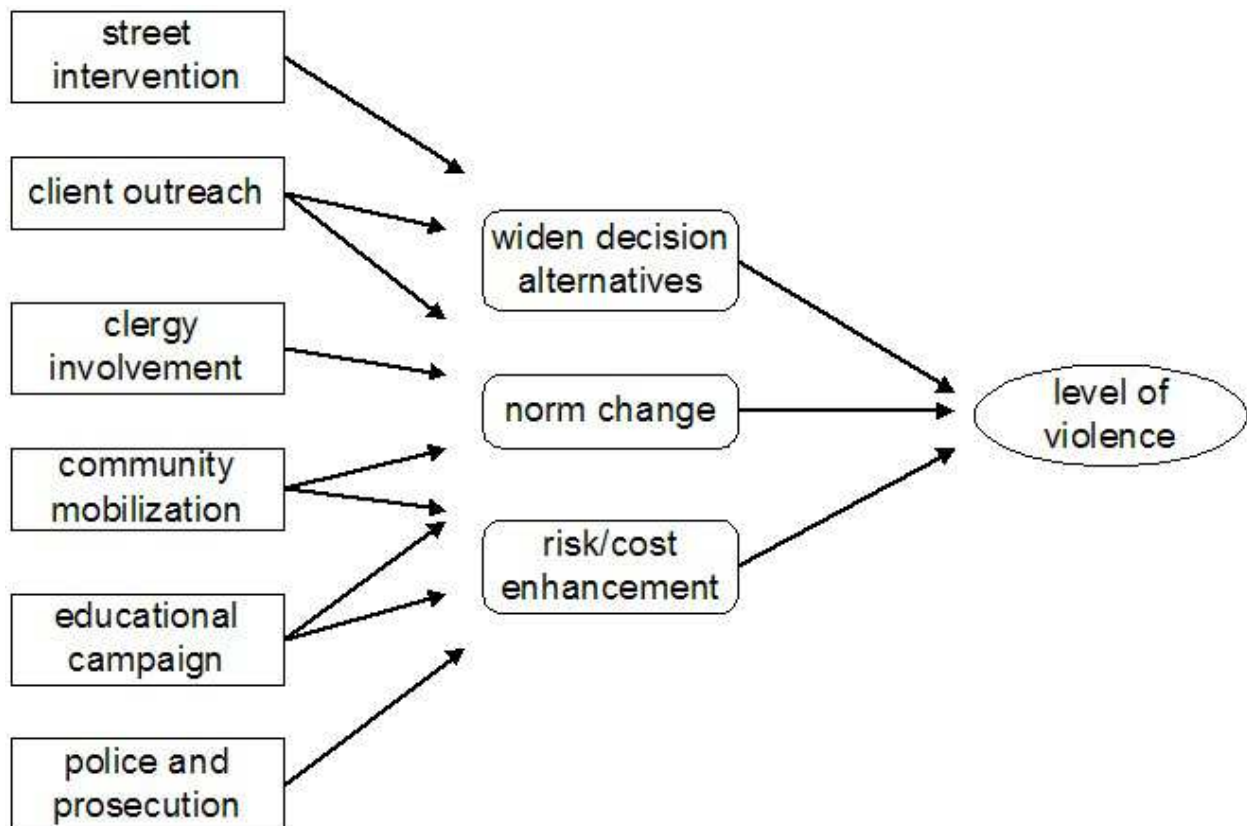 street
intervention
client outreach
clergy
involvement
community
mobilization
educational
campaign
police and
prosecution
widen decision
alternatives
norm change
risk/cost
enhancement
level of
violence